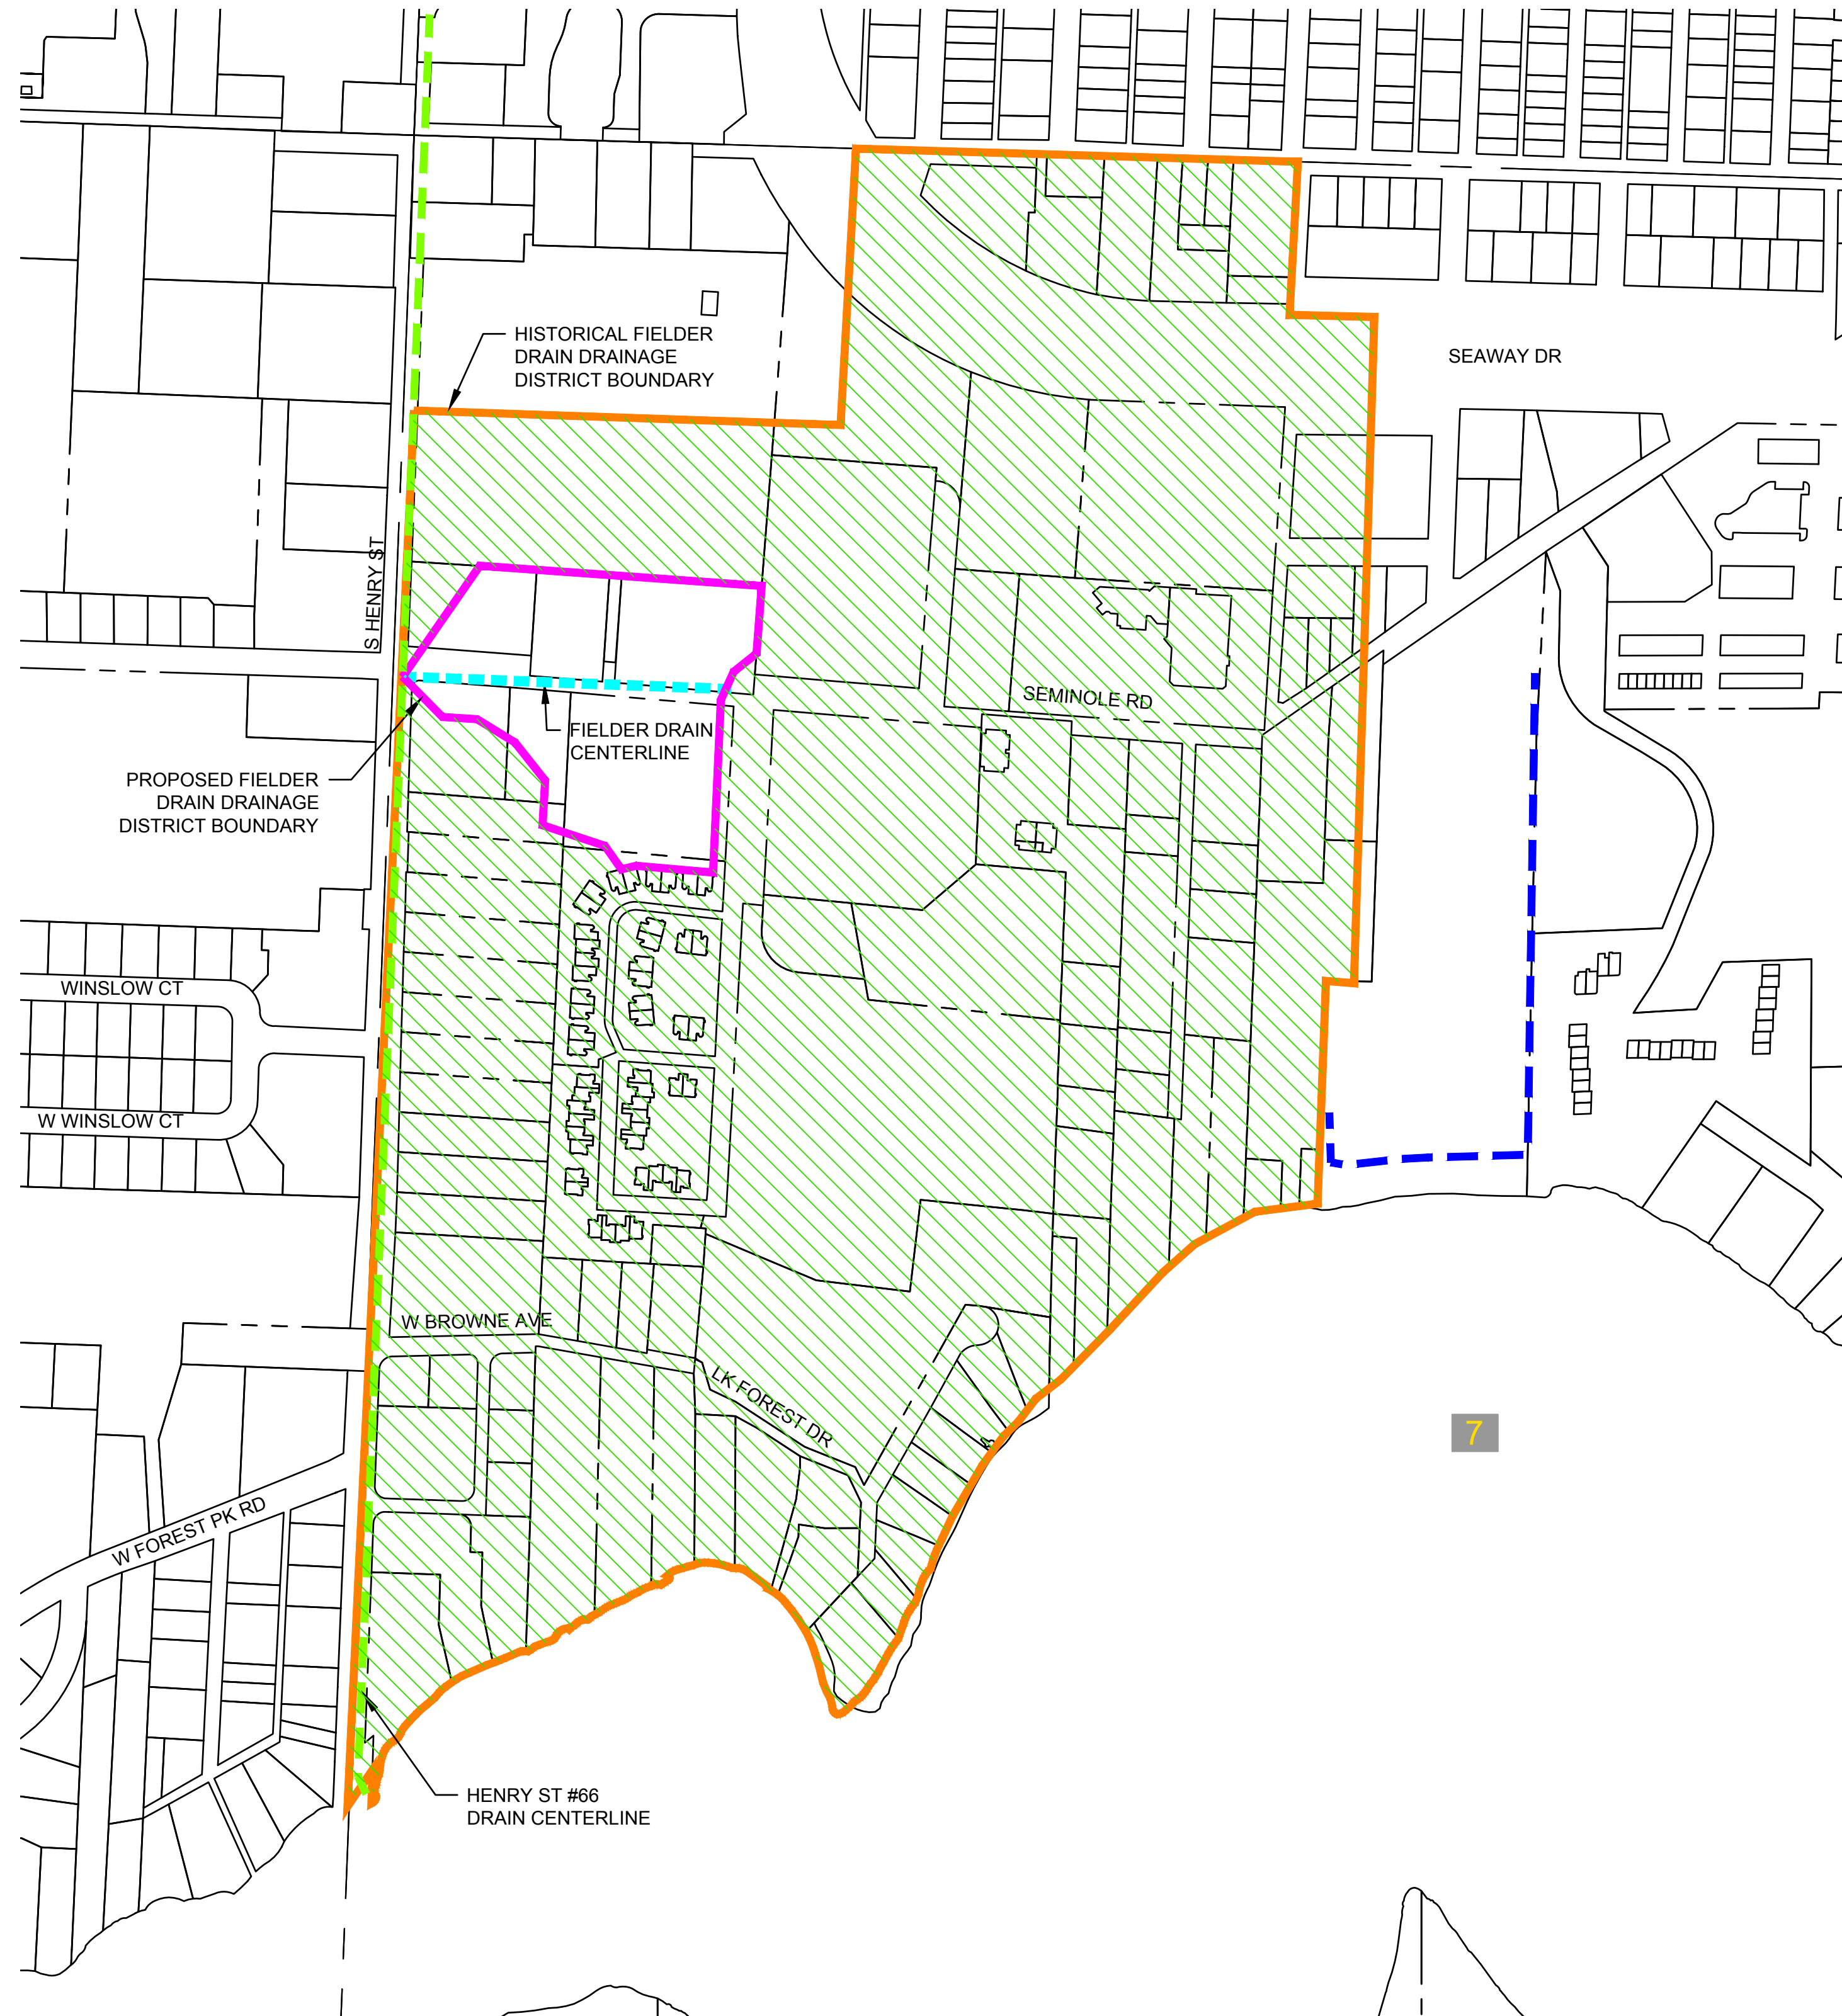 HISTORICAL FIELDER
DRAIN DRAINAGE
DISTRICT BOUNDARY
SEAWAY DR
S HENRY ST
SEMINOLE RD
FIELDER DRAIN
CENTERLINE
PROPOSED FIELDER
DRAIN DRAINAGE
DISTRICT BOUNDARY
WINSLOW CT
W WINSLOW CT
W BROWNE AVE
LK FOREST DR
7
W FOREST PK RD
HENRY ST #66
DRAIN CENTERLINE